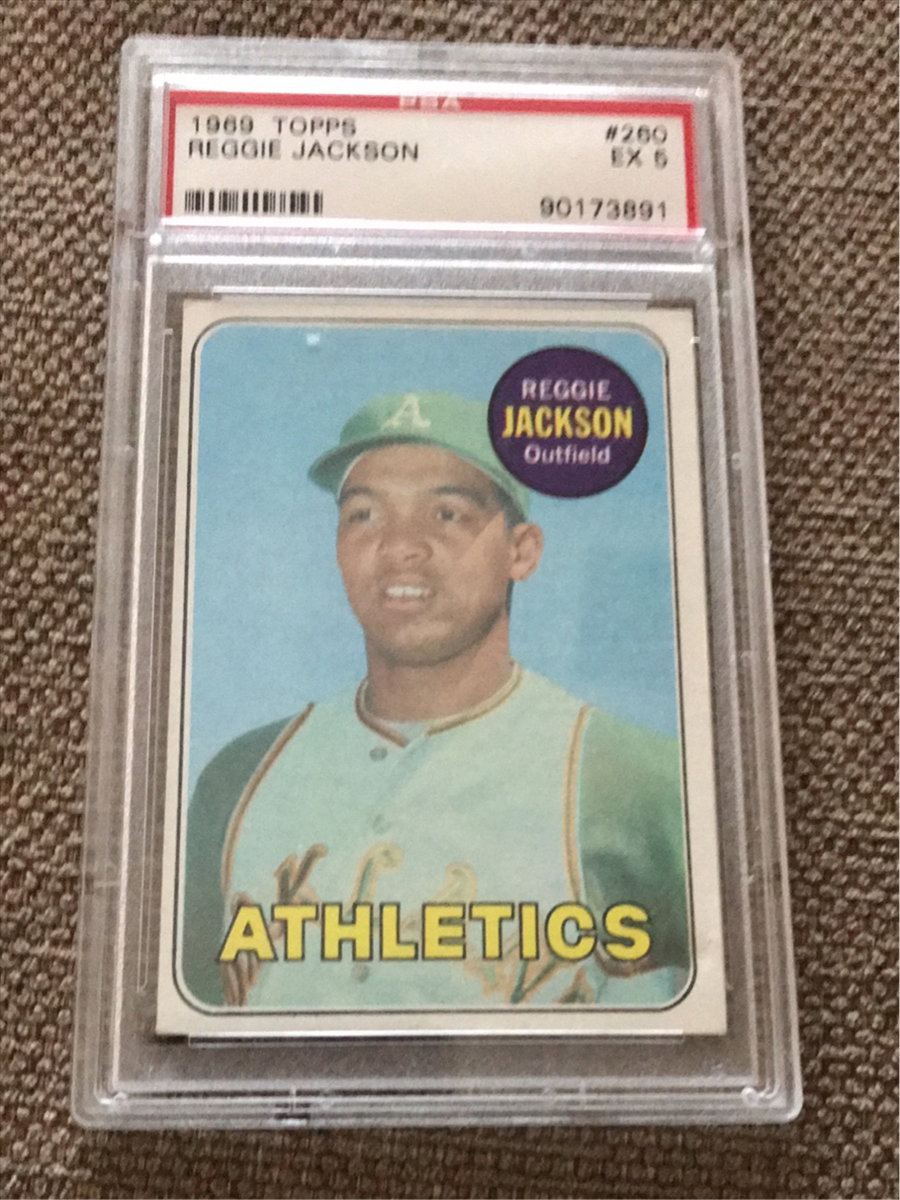 PSA
1969 TOPPS #260
REGGIE JACKSON EX 5
90173891
REGGIE
JACKSON
Outfield
A
ATHLETICS